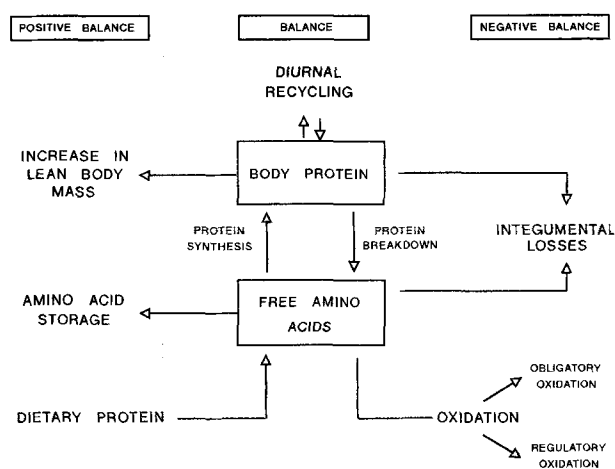 POSITIVE BALANCE
BALANCE
NEGATIVE BALANCE
DIURNAL
RECYCLING
INCREASE IN
LEAN BODY
MASS
BODY PROTEIN
PROTEIN
SYNTHESIS
PROTEIN
BREAKDOWN
INTEGUMENTAL
LOSSES
AMINO ACID
STORAGE
FREE AMINO
ACIDS
DIETARY PROTEIN
OXIDATION
OBLIGATORY
OXIDATION
REGULATORY
OXIDATION